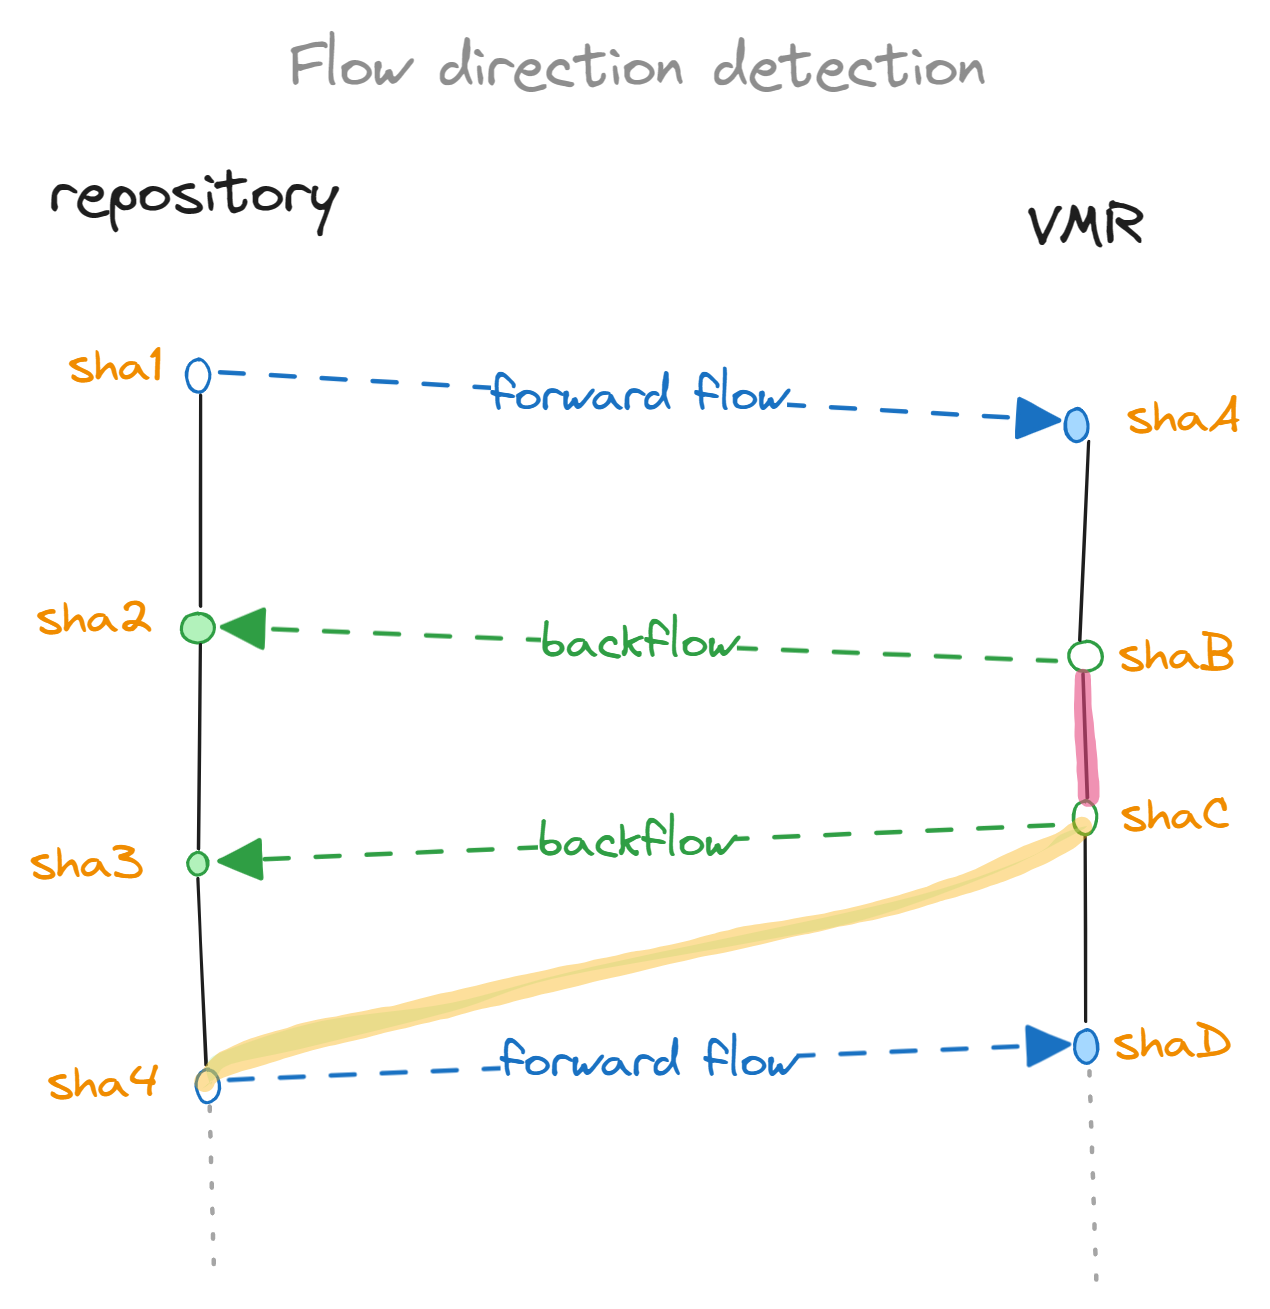 Flow direction detection
repository
VMR
sha1
forward flow
shaA
sha2
backflow
shaB
sha3
backflow
shaC
sha4
forward flow
shaD